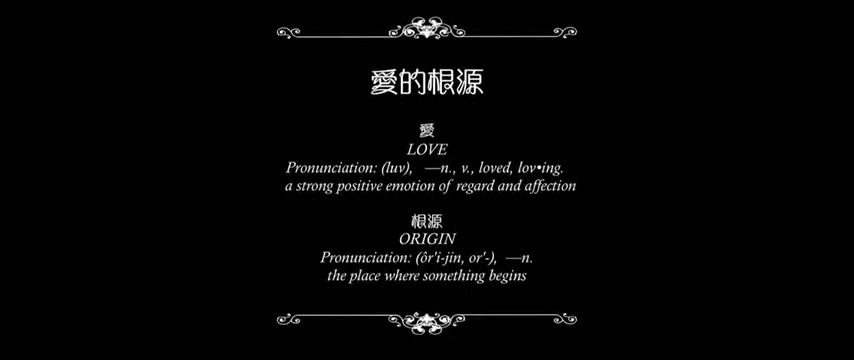 愛的根源
愛
LOVE
Pronunciation: (luv), —n., v., loved, lov•ing.
a strong positive emotion of regard and affection
根源
ORIGIN
Pronunciation: (ôr'i-jin, or'-), —n.
the place where something begins